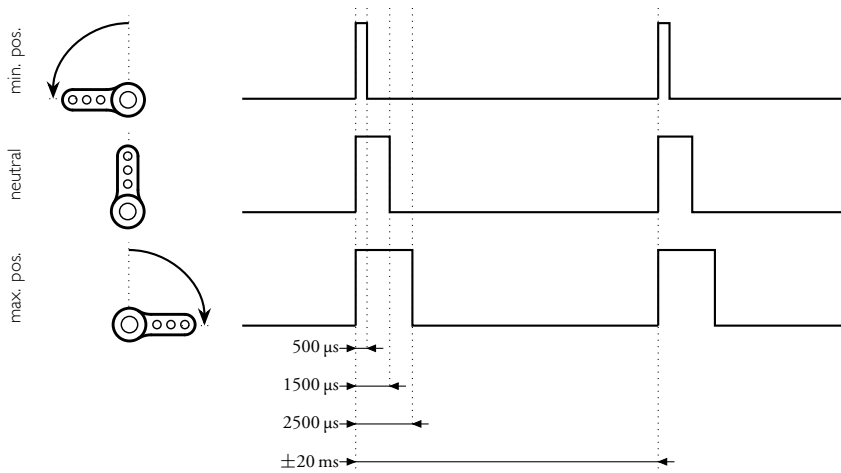 min. pos.
neutral
max. pos.
500 µs
1500 µs
2500 µs
±20 ms